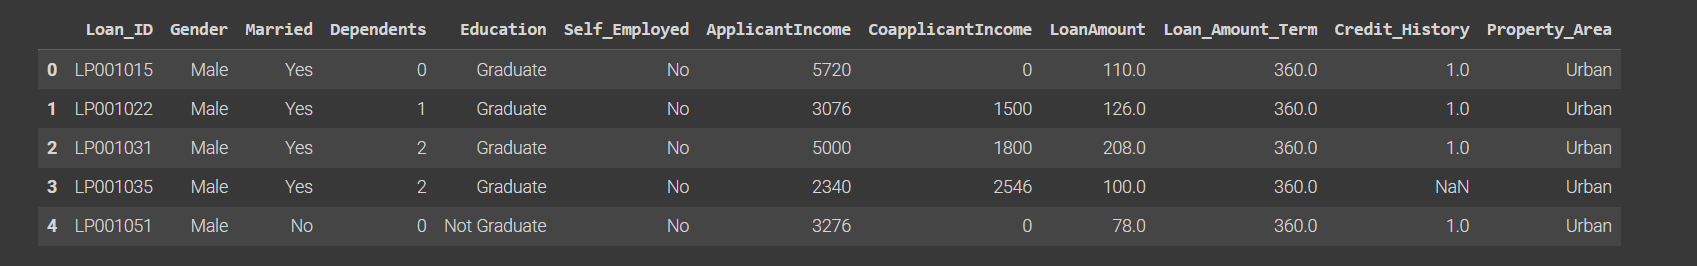 Loan_ID Gender Married Dependents Education Self_Employed ApplicantIncome CoapplicantIncome LoanAmount Loan_Amount_Term Credit_History Property_Area
0 LP001015 Male Yes 0 Graduate No 5720 0 110.0 360.0 1.0 Urban
1 LP001022 Male Yes 1 Graduate No 3076 1500 126.0 360.0 1.0 Urban
2 LP001031 Male Yes 2 Graduate No 5000 1800 208.0 360.0 1.0 Urban
3 LP001035 Male Yes 2 Graduate No 2340 2546 100.0 360.0 NaN Urban
4 LP001051 Male No 0 Not Graduate No 3276 0 78.0 360.0 1.0 Urban